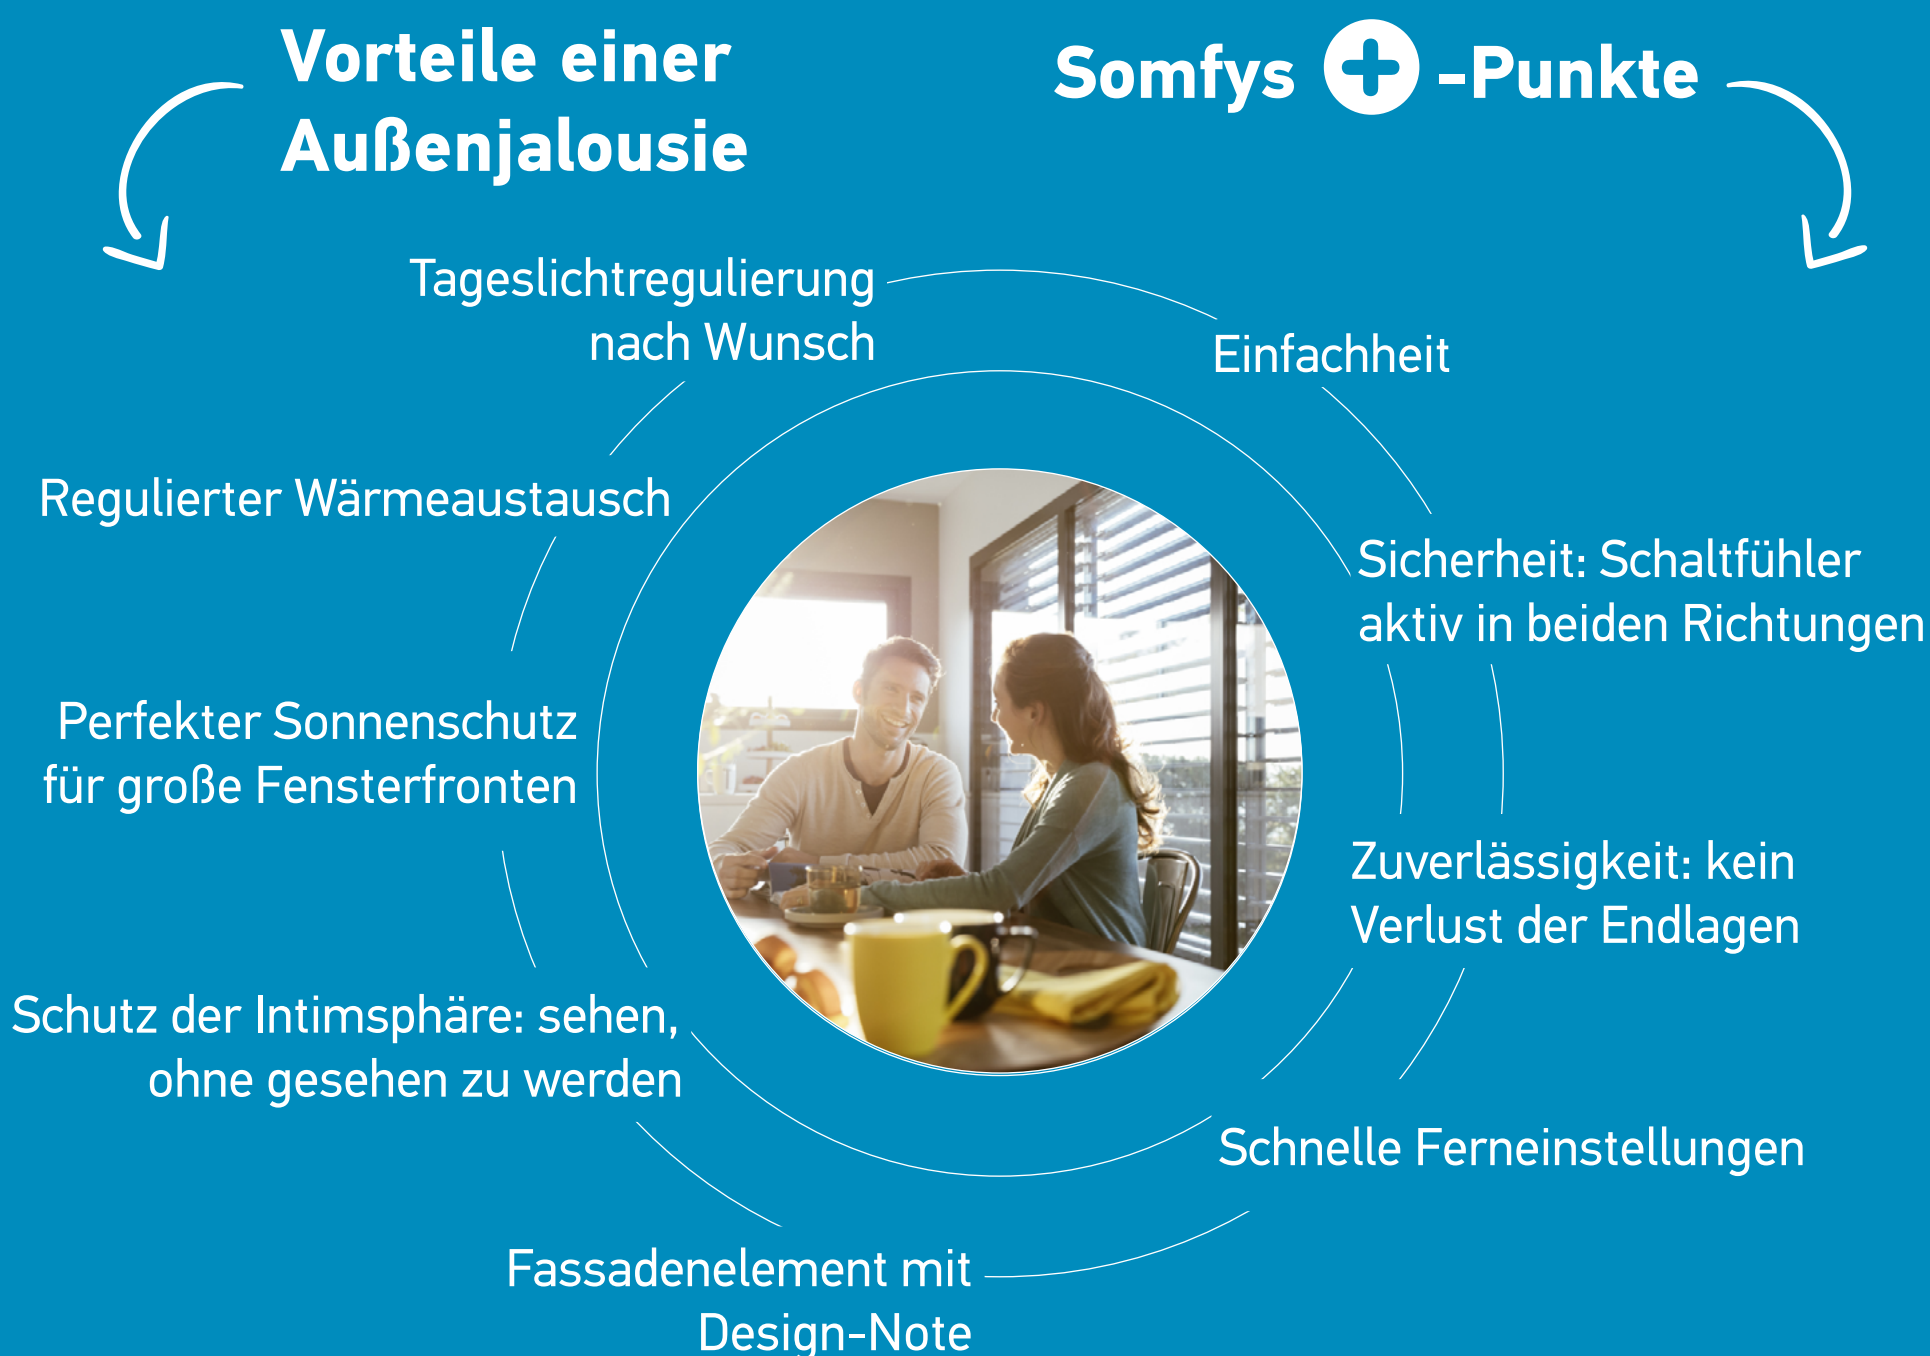 Vorteile einer
Außenjalousie
Tageslichtregulierung
nach Wunsch
Regulierter Wärmeaustausch
Perfekter Sonnenschutz
für große Fensterfronten
Schutz der Intimsphäre: sehen,
ohne gesehen zu werden
Fassadenelement mit
Design-Note
Somfys + -Punkte
Einfachheit
Sicherheit: Schaltfühler
aktiv in beiden Richtungen
Zuverlässigkeit: kein
Verlust der Endlagen
Schnelle Ferneinstellungen